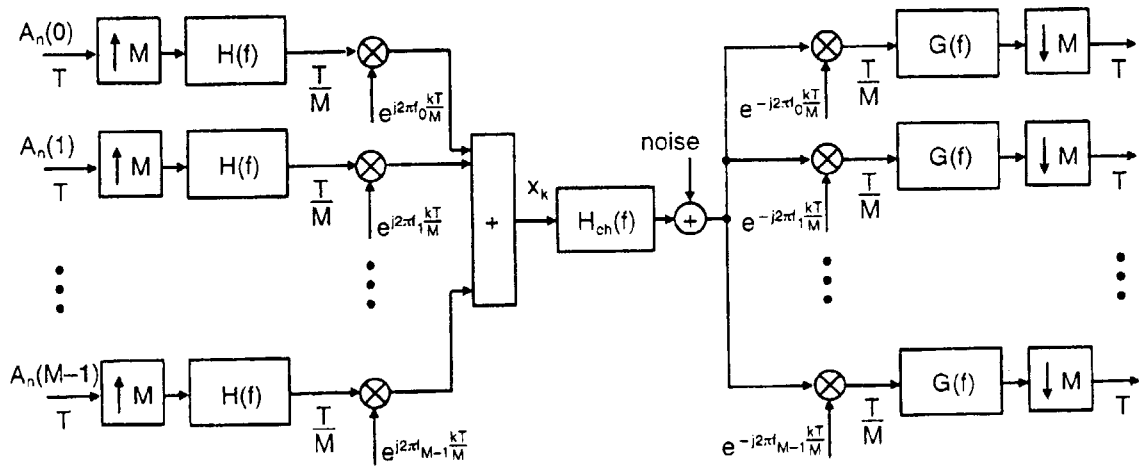 A_n(0) T ↑ M H(f) T/M e^{j2πf_0 kT/M} e^{-j2πf_0 kT/M} T/M G(f) ↓ M T
A_n(1) T ↑ M H(f) T/M e^{j2πf_1 kT/M} + x_k H_ch(f) noise + e^{-j2πf_1 kT/M} T/M G(f) ↓ M T
A_n(M-1) T ↑ M H(f) T/M e^{j2πf_{M-1} kT/M} e^{-j2πf_{M-1} kT/M} T/M G(f) ↓ M T